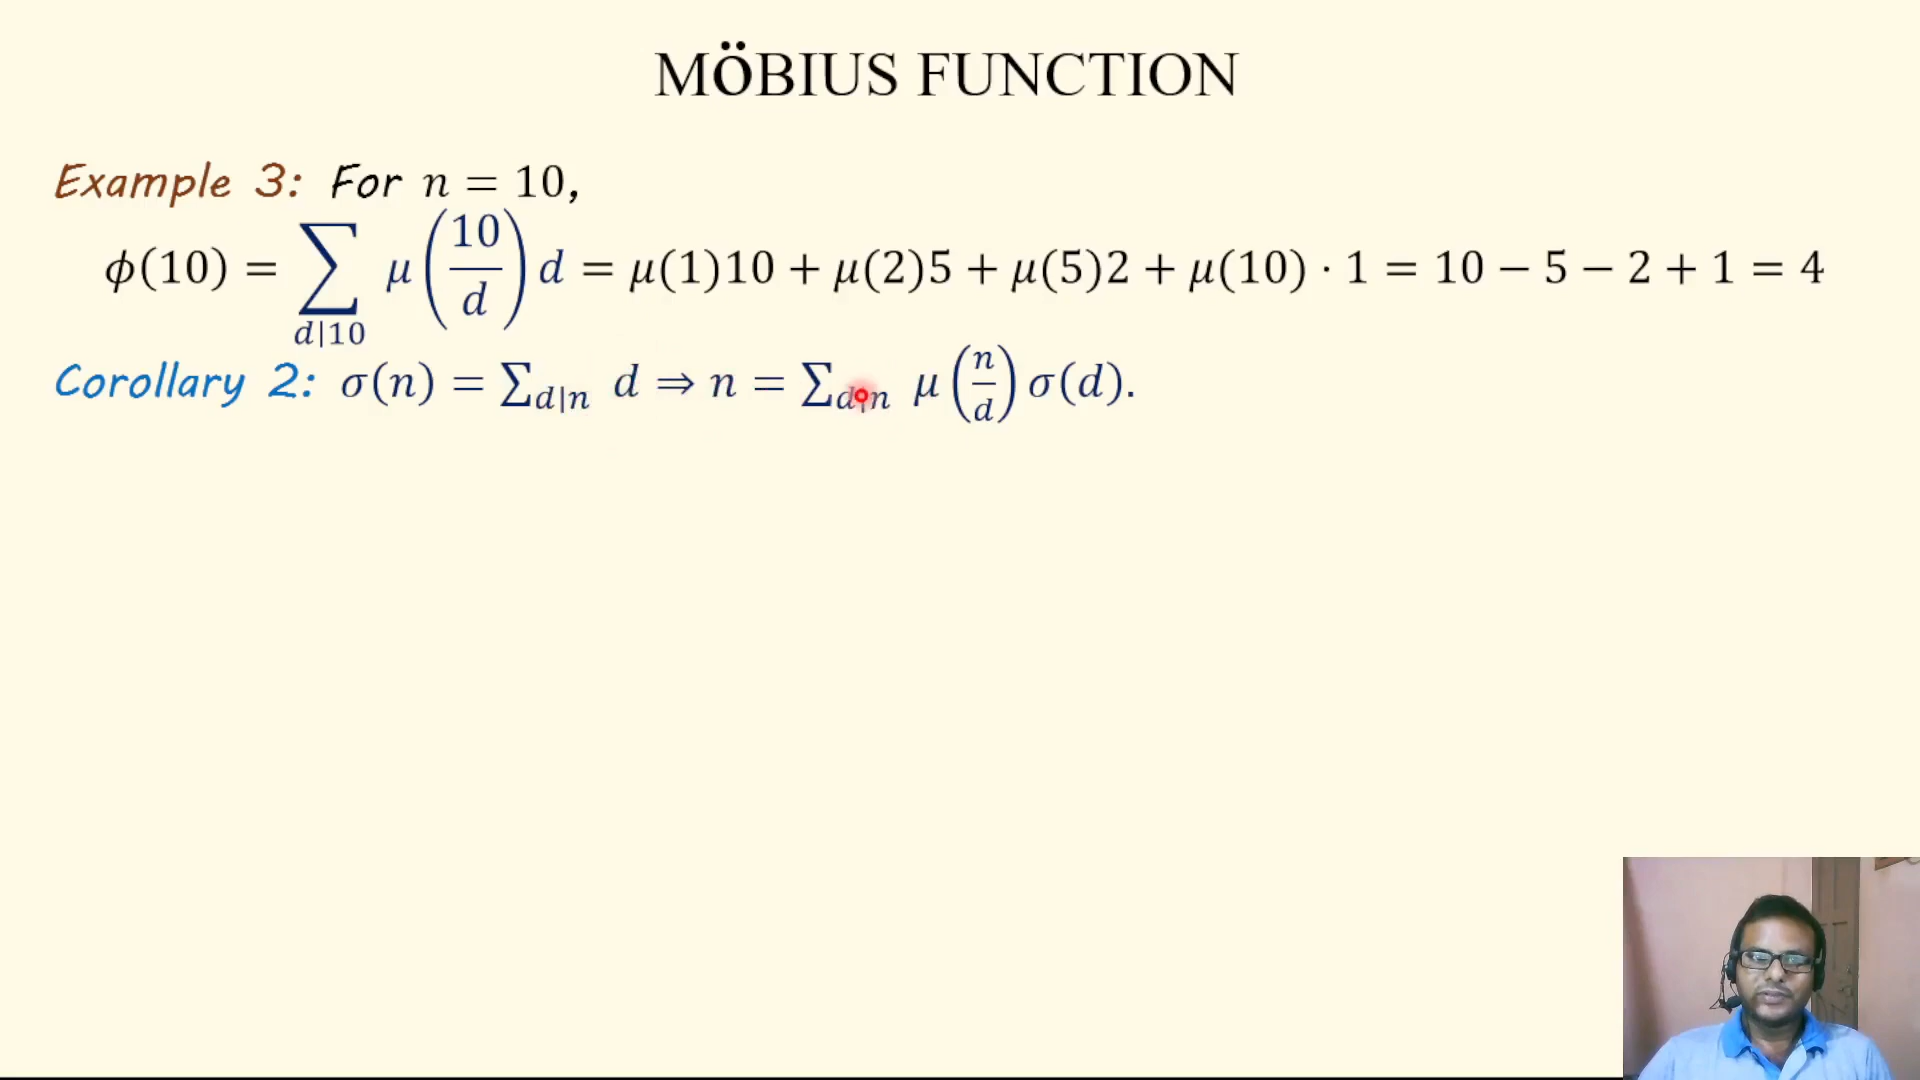 MÖBIUS FUNCTION
Example 3: For n = 10,
ϕ(10) = ∑_{d|10} μ(10/d) d = μ(1)10 + μ(2)5 + μ(5)2 + μ(10) · 1 = 10 − 5 − 2 + 1 = 4
Corollary 2: σ(n) = ∑_{d|n} d ⇒ n = ∑_{d|n} μ(n/d) σ(d).